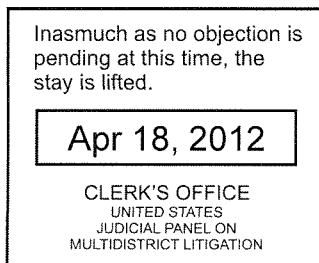 Inasmuch as no objection is
pending at this time, the
stay is lifted.
Apr 18, 2012
CLERK'S OFFICE
UNITED STATES
JUDICIAL PANEL ON
MULTIDISTRICT LITIGATION